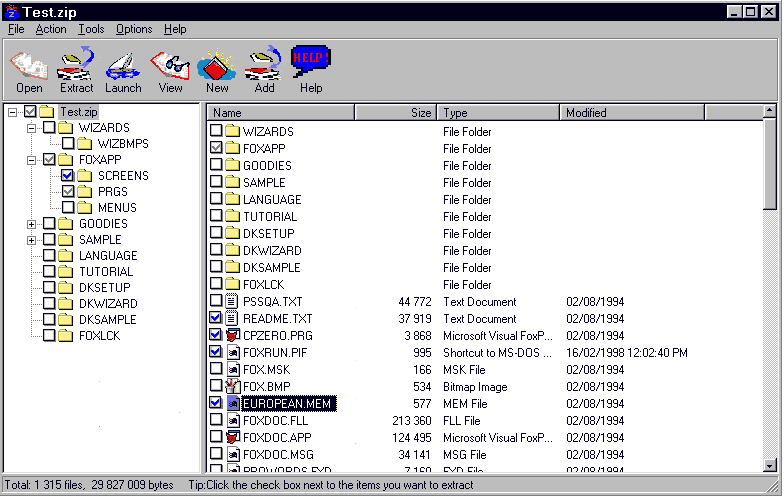 Test.zip
File Action Tools Options Help
HELP!
Open Extract Launch View New Add Help
Test.zip
WIZARDS
WIZBMPS
FOXAPP
SCREENS
PRGS
MENUS
GOODIES
SAMPLE
LANGUAGE
TUTORIAL
DKSETUP
DKWIZARD
DKSAMPLE
FOXLCK
Name Size Type Modified
WIZARDS File Folder
FOXAPP File Folder
GOODIES File Folder
SAMPLE File Folder
LANGUAGE File Folder
TUTORIAL File Folder
DKSETUP File Folder
DKWIZARD File Folder
DKSAMPLE File Folder
FOXLCK File Folder
PSSQA.TXT 44 772 Text Document 02/08/1994
README.TXT 37 919 Text Document 02/08/1994
CPZERO.PRG 3 868 Microsoft Visual FoxP... 02/08/1994
FOXRUN.PIF 995 Shortcut to MS-DOS ... 16/02/1998 12:02:40 PM
FOX.MSK 166 MSK File 02/08/1994
FOX.BMP 534 Bitmap Image 02/08/1994
EUROPEAN.MEM 577 MEM File 02/08/1994
FOXDOC.FLL 213 360 FLL File 02/08/1994
FOXDOC.APP 124 495 Microsoft Visual FoxP... 02/08/1994
FOXDOC.MSG 34 141 MSG File 02/08/1994
PROWORDS.FXD 7 160 FXD File 02/08/1994
Total: 1 315 files, 29 827 009 bytes Tip:Click the check box next to the items you want to extract